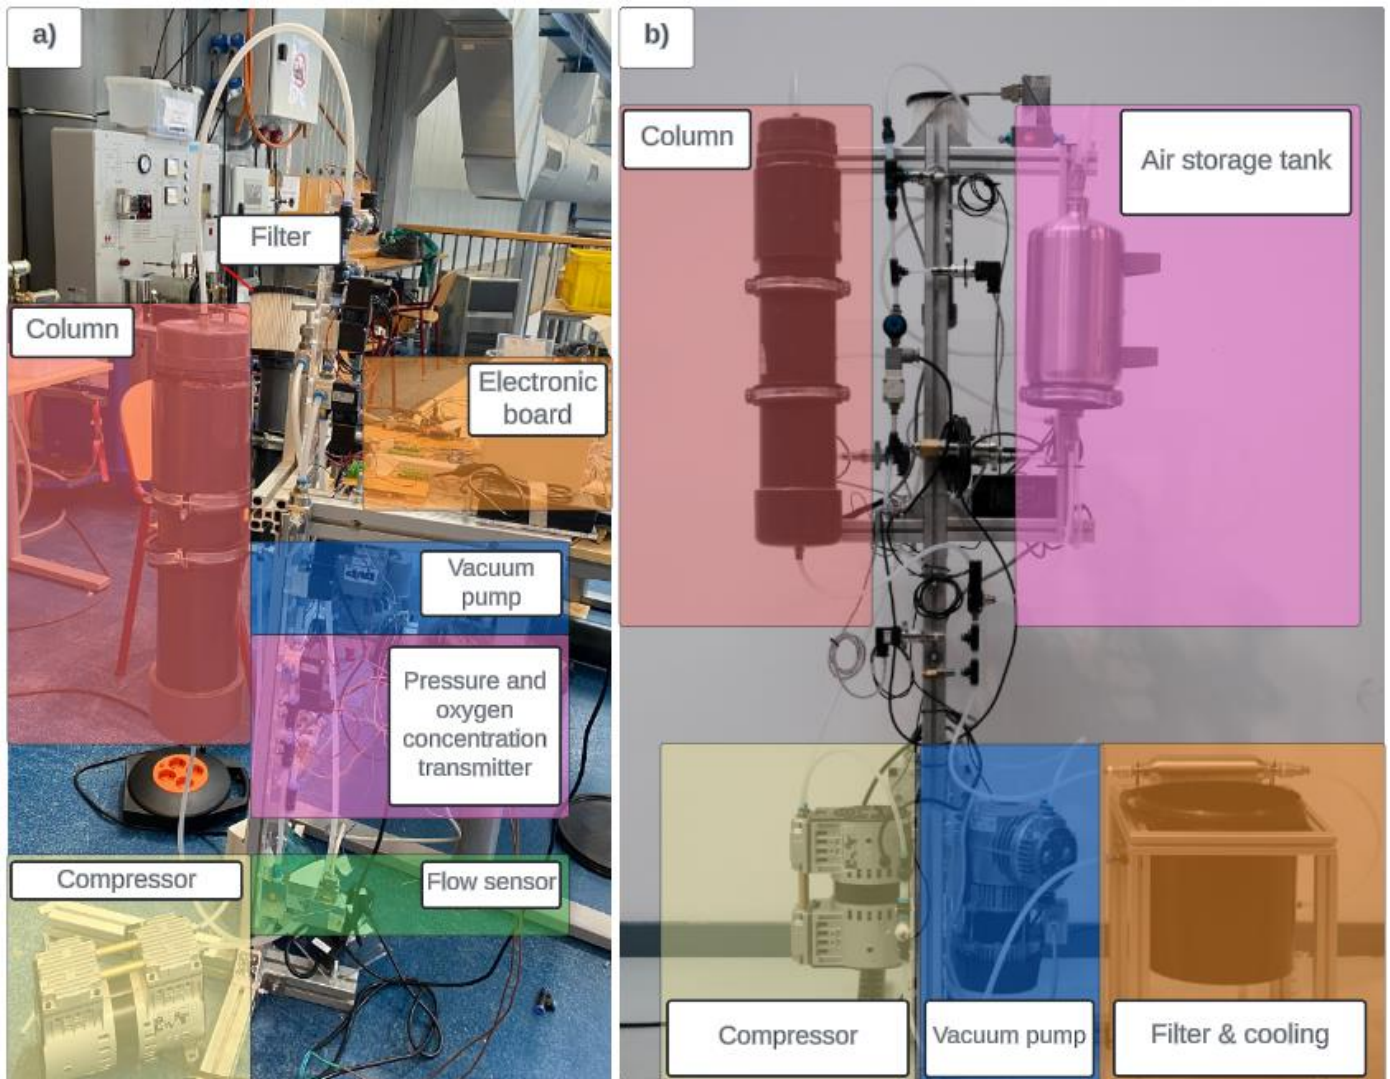 a)
Filter
Column
Electronic
board
Vacuum
pump
Pressure and
oxygen
concentration
transmitter
Compressor
Flow sensor
b)
Column
Air storage tank
Compressor
Vacuum pump
Filter & cooling